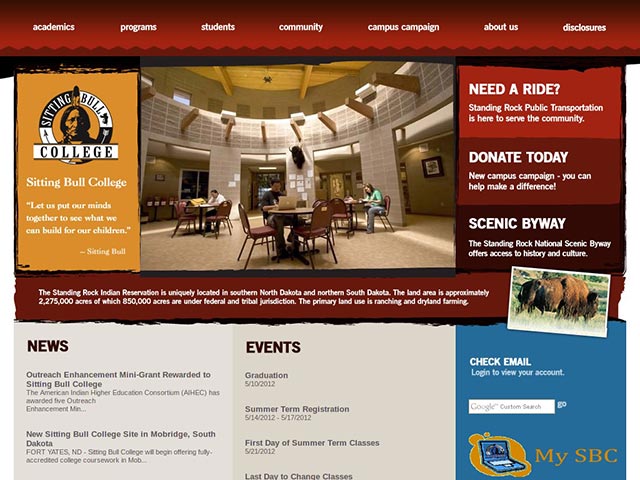 academics programs students community campus campaign about us disclosures
SITTING BULL
COLLEGE
Sitting Bull College
“Let us put our minds
together to see what we
can build for our children.”
– Sitting Bull
NEED A RIDE?
Standing Rock Public Transportation
is here to serve the community.
DONATE TODAY
New campus campaign - you can
help make a difference!
SCENIC BYWAY
The Standing Rock National Scenic Byway
offers access to history and culture.
The Standing Rock Indian Reservation is uniquely located in southern North Dakota and northern South Dakota. The land area is approximately
2,275,000 acres of which 850,000 acres are under federal and tribal jurisdiction. The primary land use is ranching and dryland farming.
NEWS
Outreach Enhancement Mini-Grant Rewarded to
Sitting Bull College
The American Indian Higher Education Consortium (AIHEC) has
awarded five Outreach
Enhancement Min...
New Sitting Bull College Site in Mobridge, South
Dakota
FORT YATES, ND - Sitting Bull College will begin offering fully-
accredited college coursework in Mob...
EVENTS
Graduation
5/10/2012
Summer Term Registration
5/14/2012 - 5/17/2012
First Day of Summer Term Classes
5/21/2012
Last Day to Change Classes
CHECK EMAIL
Login to view your account.
Google Custom Search go
My SBC